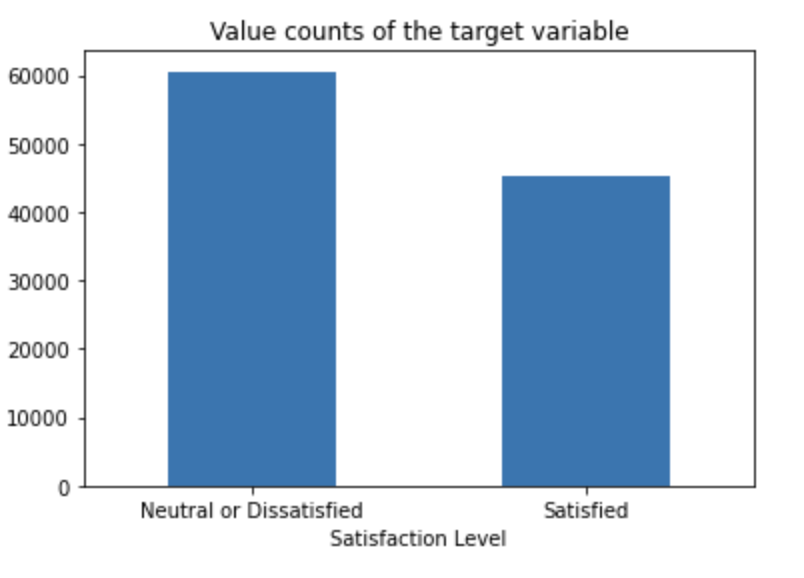 Value counts of the target variable
60000
50000
40000
30000
20000
10000
0
Neutral or Dissatisfied
Satisfied
Satisfaction Level